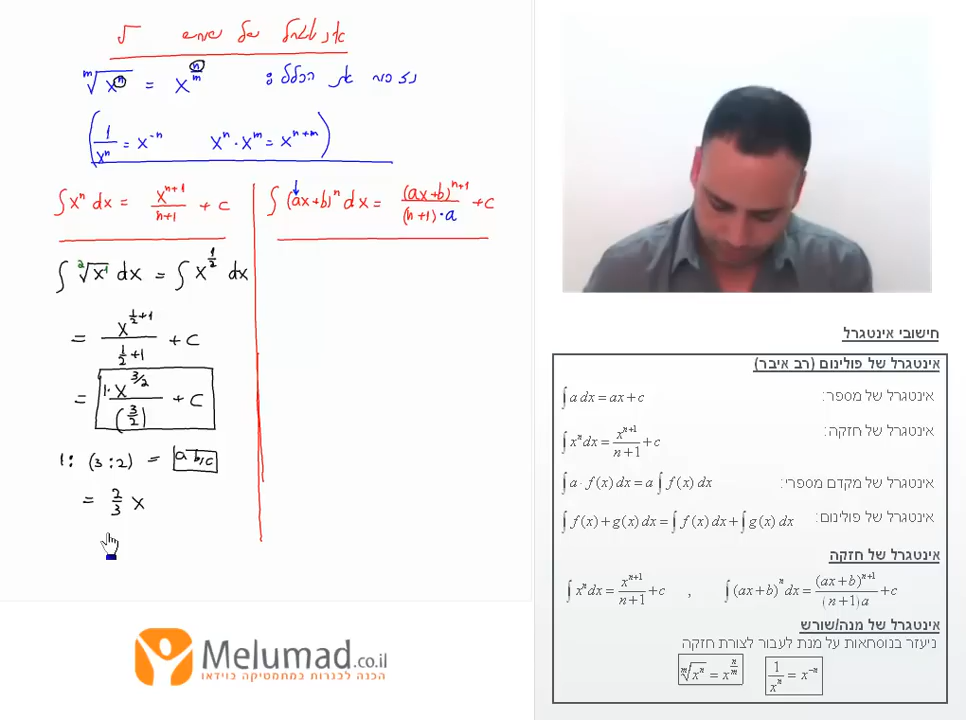 אינטגרל של שורש √
נזכור את הכלל:
ᵐ√xⁿ = x^(n/m)
(1/xⁿ = x⁻ⁿ xⁿ·xᵐ = xⁿ⁺ᵐ)
∫xⁿ dx = xⁿ⁺¹/(n+1) + c
∫(ax+b)ⁿ dx = (ax+b)ⁿ⁺¹/((n+1)·a) + c
∫²√x¹ dx = ∫x^(1/2) dx
= x^(1/2+1)/(1/2+1) + c
= 1·x^(3/2)/(3/2) + c
1:(3:2) = a b/c
= 2/3 x
Melumad.co.il
הכנה לבגרות במתמטיקה בוידאו
חישובי אינטגרל
אינטגרל של פולינום (רב איבר)
אינטגרל של מספר: ∫a dx = ax + c
אינטגרל של חזקה: ∫xⁿdx = xⁿ⁺¹/(n+1) + c
אינטגרל של מקדם מספרי: ∫a·f(x) dx = a∫f(x) dx
אינטגרל של פולינום: ∫f(x)+g(x) dx = ∫f(x) dx + ∫g(x) dx
אינטגרל של חזקה
∫xⁿdx = xⁿ⁺¹/(n+1) + c , ∫(ax+b)ⁿdx = (ax+b)ⁿ⁺¹/((n+1)a) + c
אינטגרל של מנה/שורש
ניעזר בנוסחאות על מנת לעבור לצורת חזקה
ᵐ√xⁿ = x^(n/m) 1/xⁿ = x⁻ⁿ